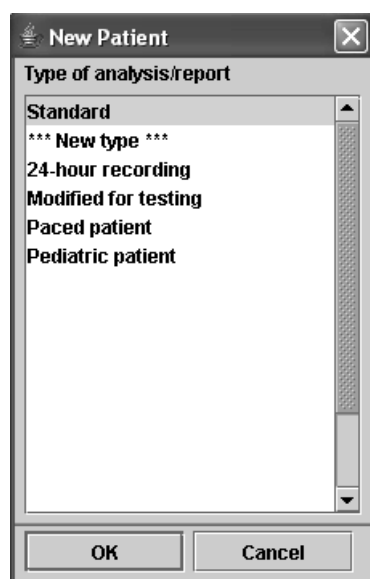 New Patient
Type of analysis/report
Standard
*** New type ***
24-hour recording
Modified for testing
Paced patient
Pediatric patient
OK
Cancel